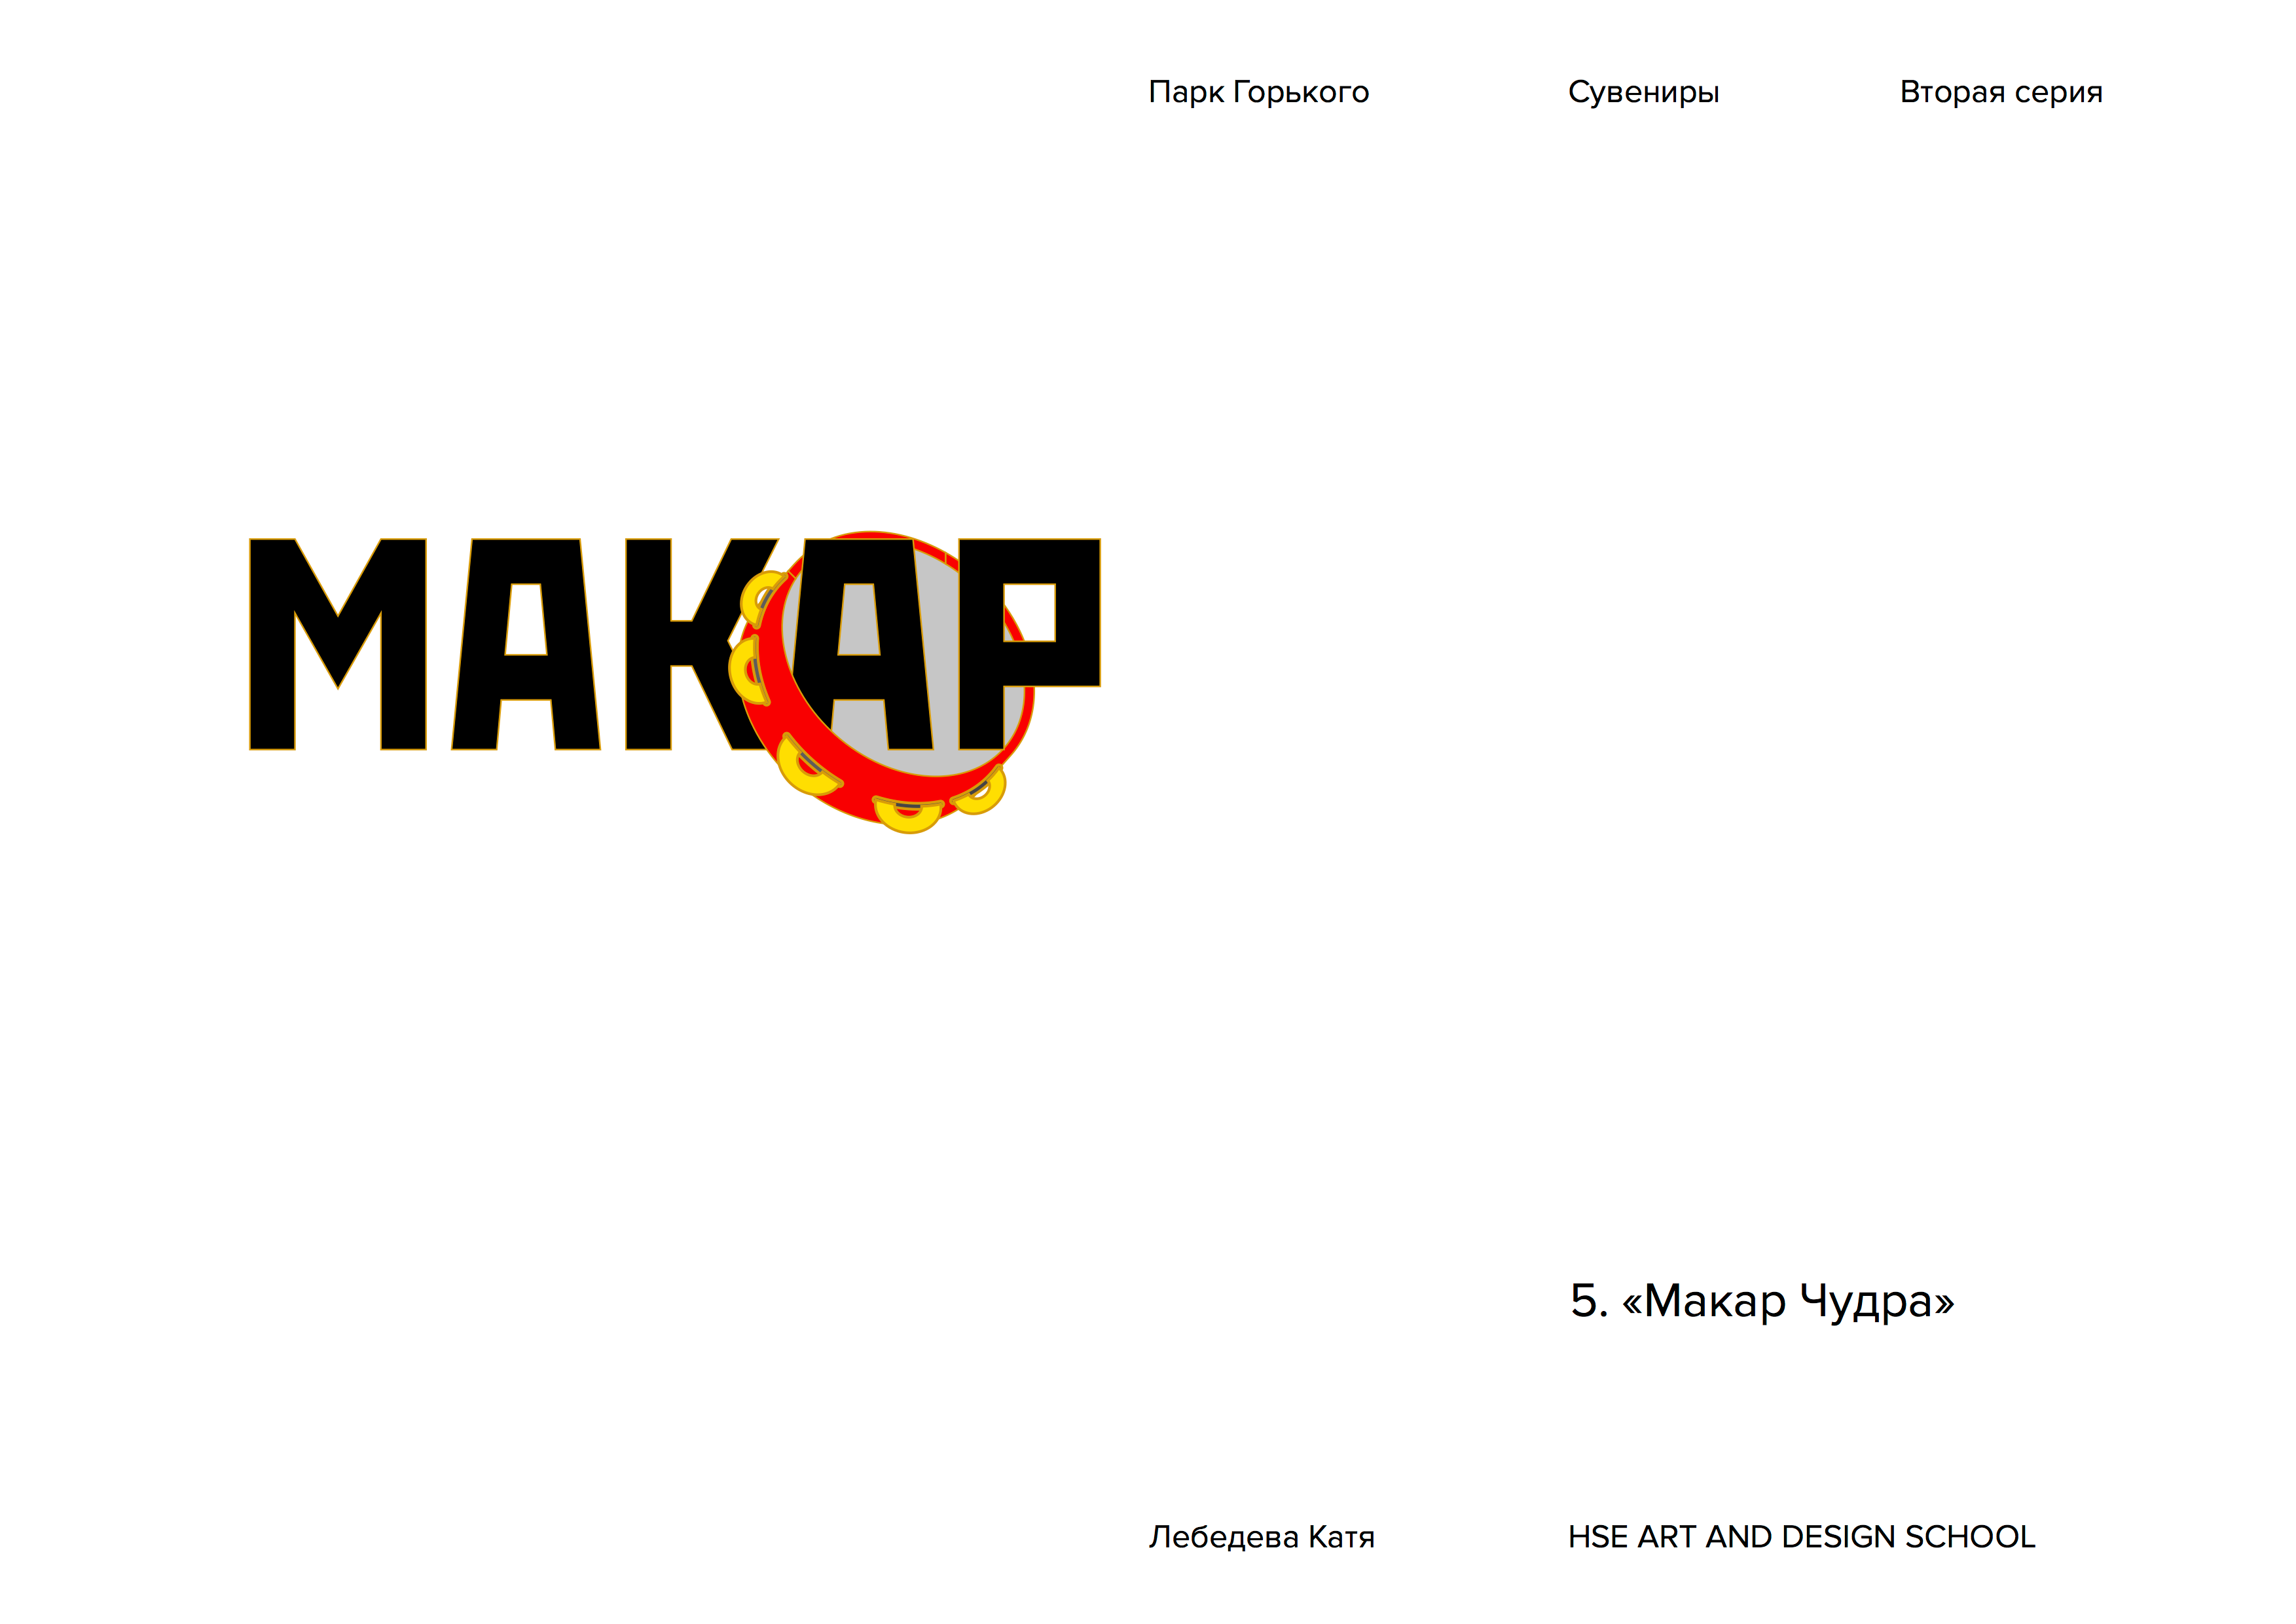 Парк Горького Сувениры Вторая серия
МАКАР
5. «Макар Чудра»
Лебедева Катя HSE ART AND DESIGN SCHOOL